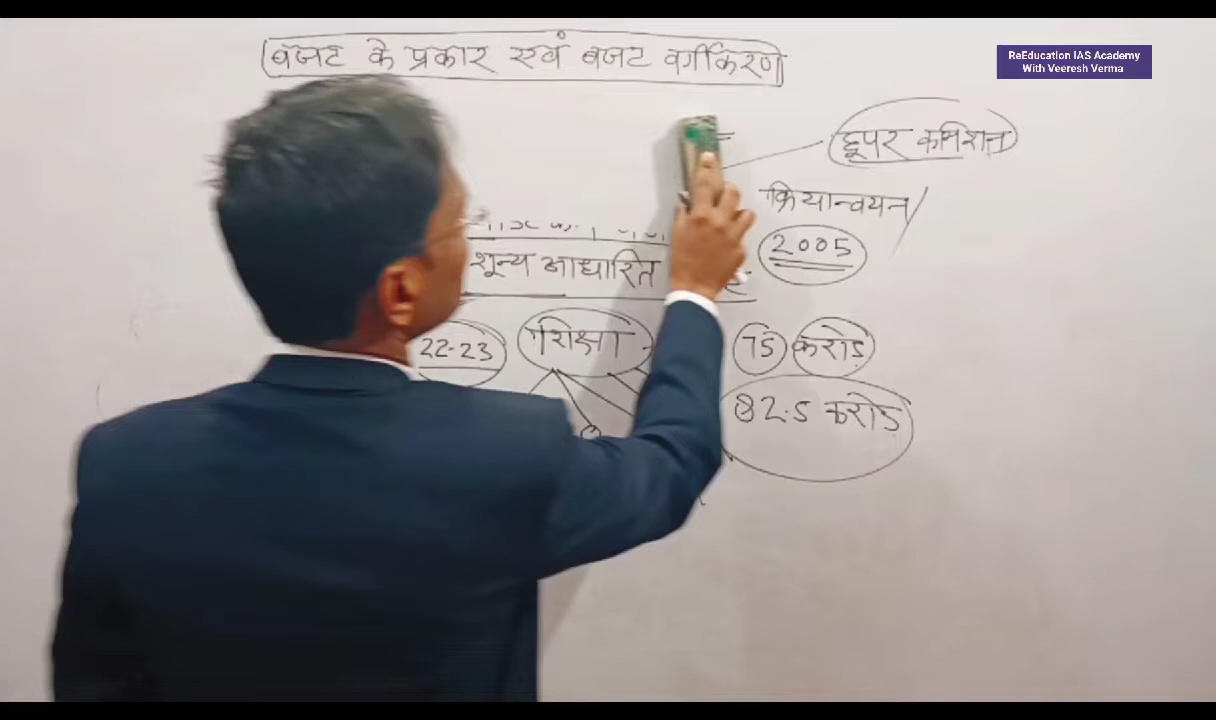 बजट के प्रकार एवं बजट वर्गीकरण
ReEducation IAS Academy
With Veeresh Verma
हूपर कमिशन
क्रियान्वयन/
2005
शून्य आधारित
22-23 शिक्षा 75 करोड़
82.5 करोड़